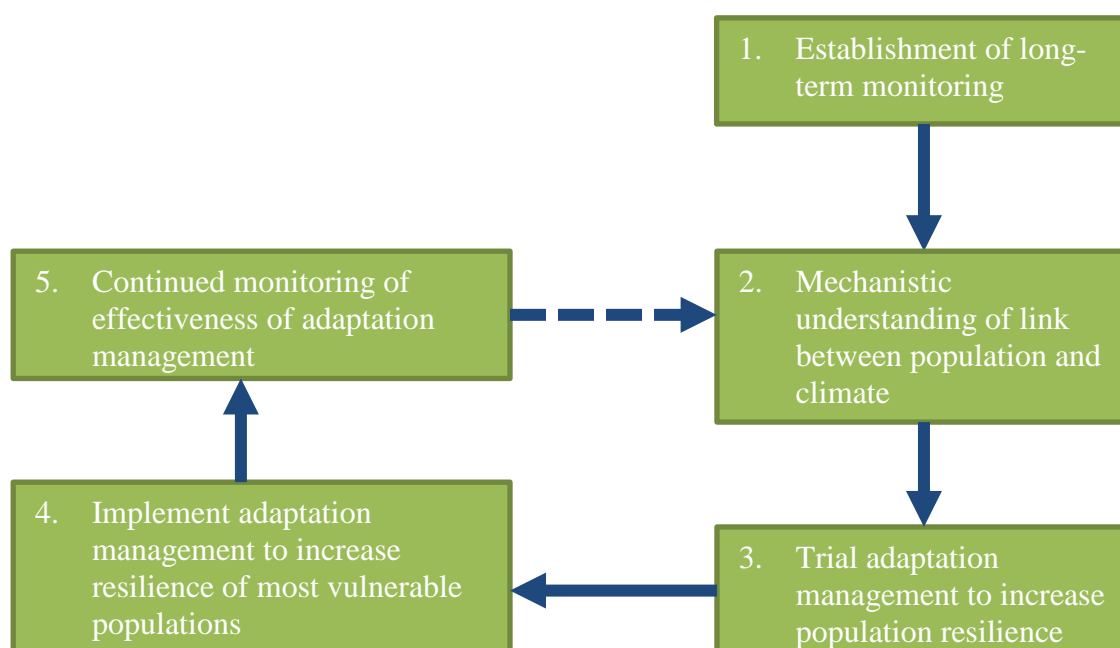 1. Establishment of long-
term monitoring
2. Mechanistic
understanding of link
between population and
climate
3. Trial adaptation
management to increase
population resilience
4. Implement adaptation
management to increase
resilience of most vulnerable
populations
5. Continued monitoring of
effectiveness of adaptation
management